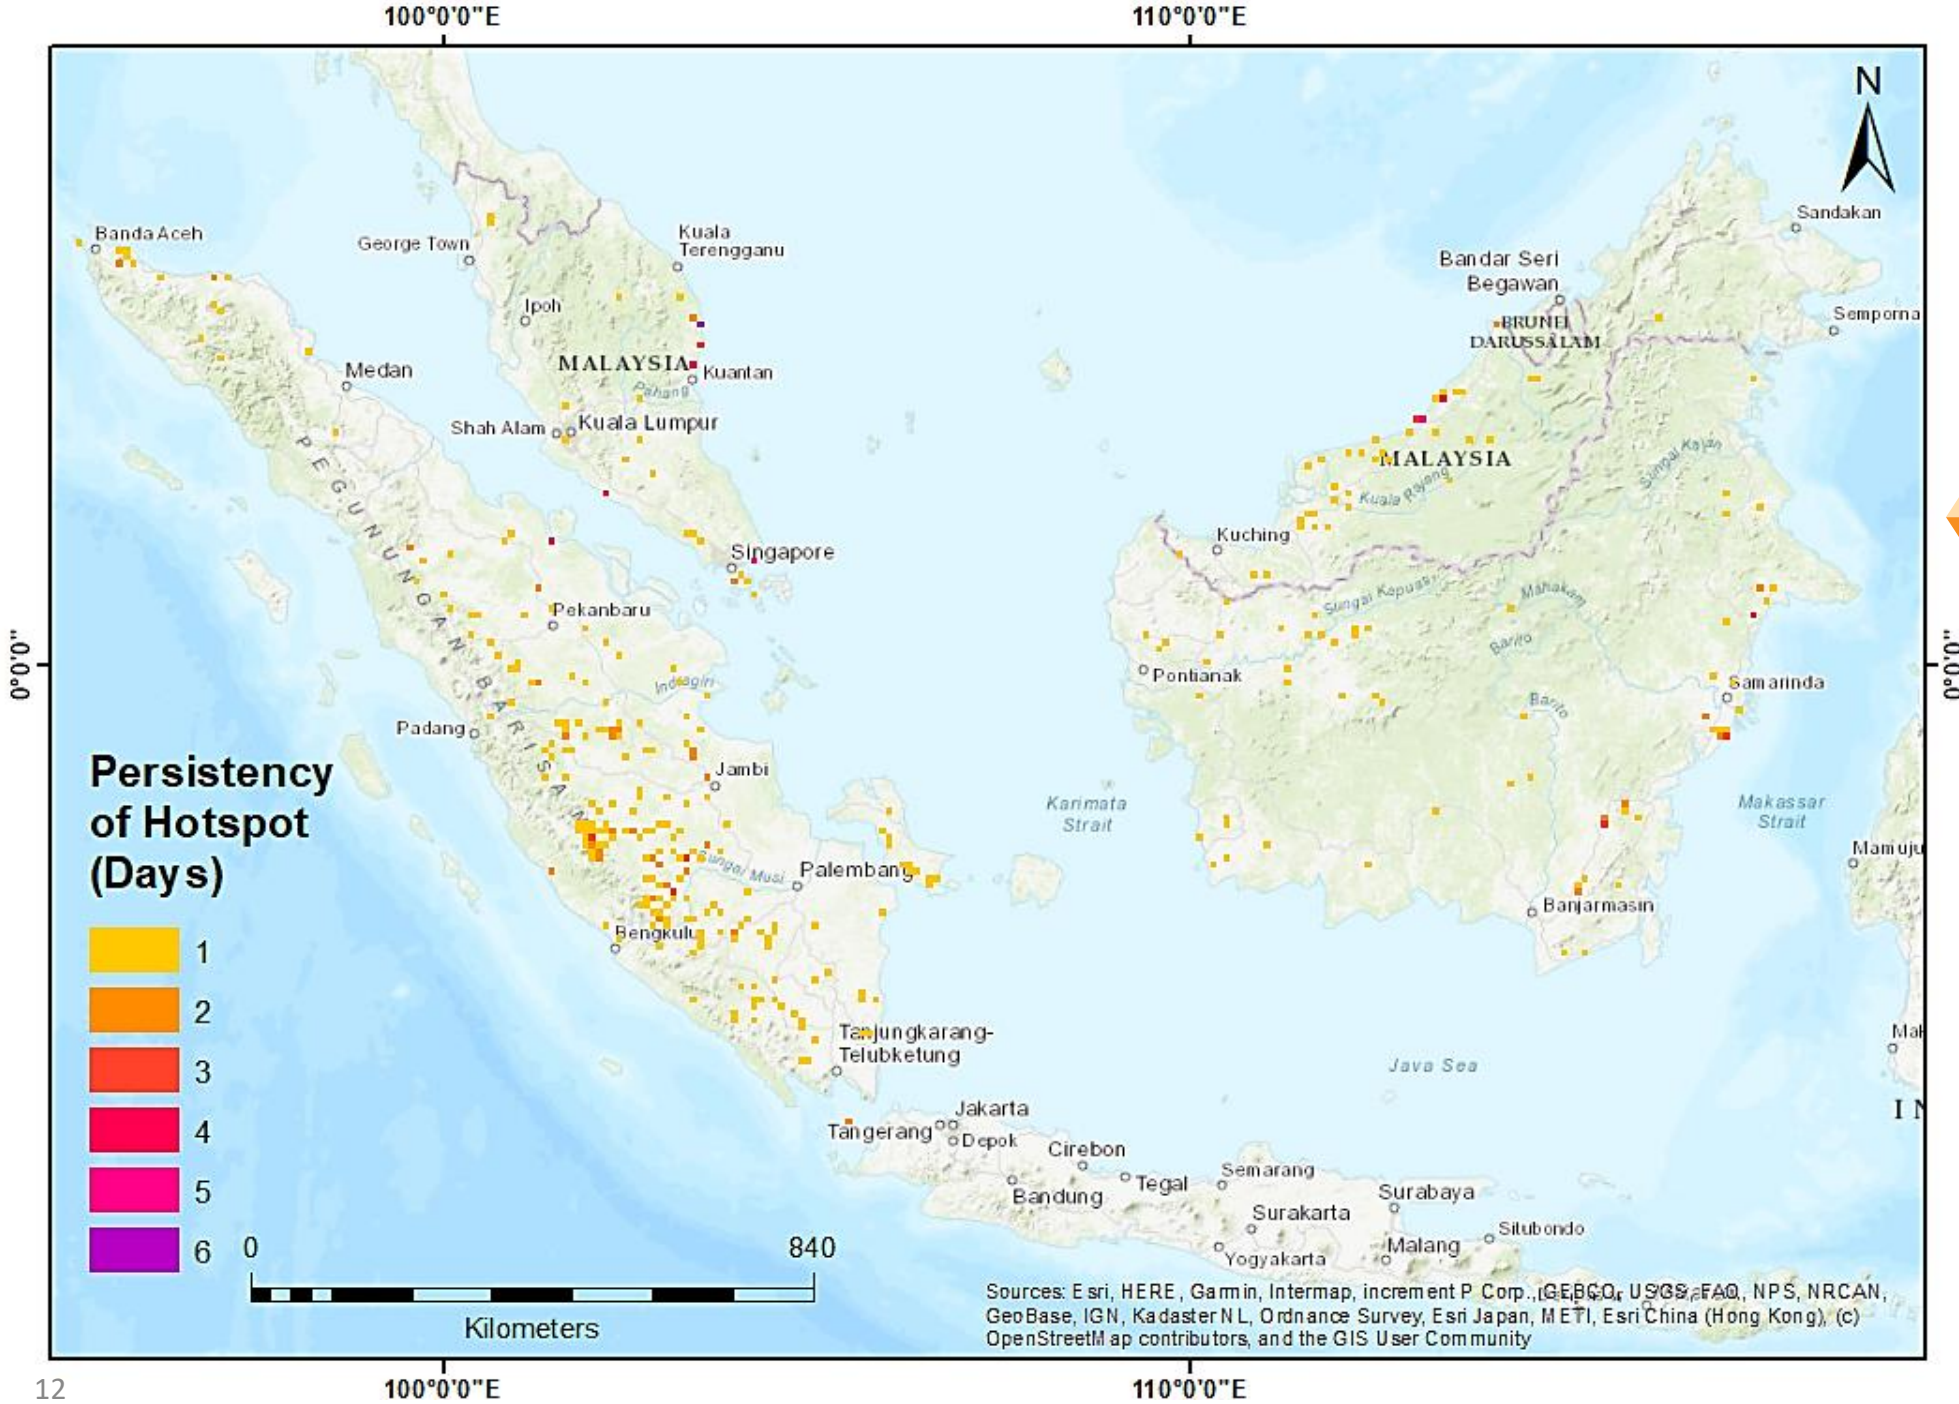 100°0'0"E
110°0'0"E
N
Sandakan
Banda Aceh
George Town
Kuala
Terengganu
Bandar Seri
Begawan
Ipoh
BRUNEI
DARUSSALAM
Semporna
MALAYSIA
Medan
Kuantan
Pahang
Shah Alam
Kuala Lumpur
MALAYSIA
Sungai Kajan
Kuala Rajang
PEGUNUNGAN BARISAN
Singapore
Kuching
Sungai Kapuas
Mahakam
Pekanbaru
Barito
0°0'0"
0°0'0"
Pontianak
Indragiri
Samarinda
Barito
Padang
Jambi
Persistency
of Hotspot
(Days)
Karimata
Strait
Makassar
Strait
Mamuju
Sungai Musi
Palembang
Banjarmasin
Bengkulu
1
2
3
4
5
6
Tanjungkarang-
Telubketung
Mak
Java Sea
I N
Jakarta
Tangerang
Depok
Cirebon
Bandung
Tegal
Semarang
Surabaya
Surakarta
Situbondo
Yogyakarta
Malang
0
840
Kilometers
Sources: Esri, HERE, Garmin, Intermap, increment P Corp., GEBCO, USGS, FAO, NPS, NRCAN,
GeoBase, IGN, Kadaster NL, Ordnance Survey, Esri Japan, METI, Esri China (Hong Kong), (c)
OpenStreetMap contributors, and the GIS User Community
12
100°0'0"E
110°0'0"E